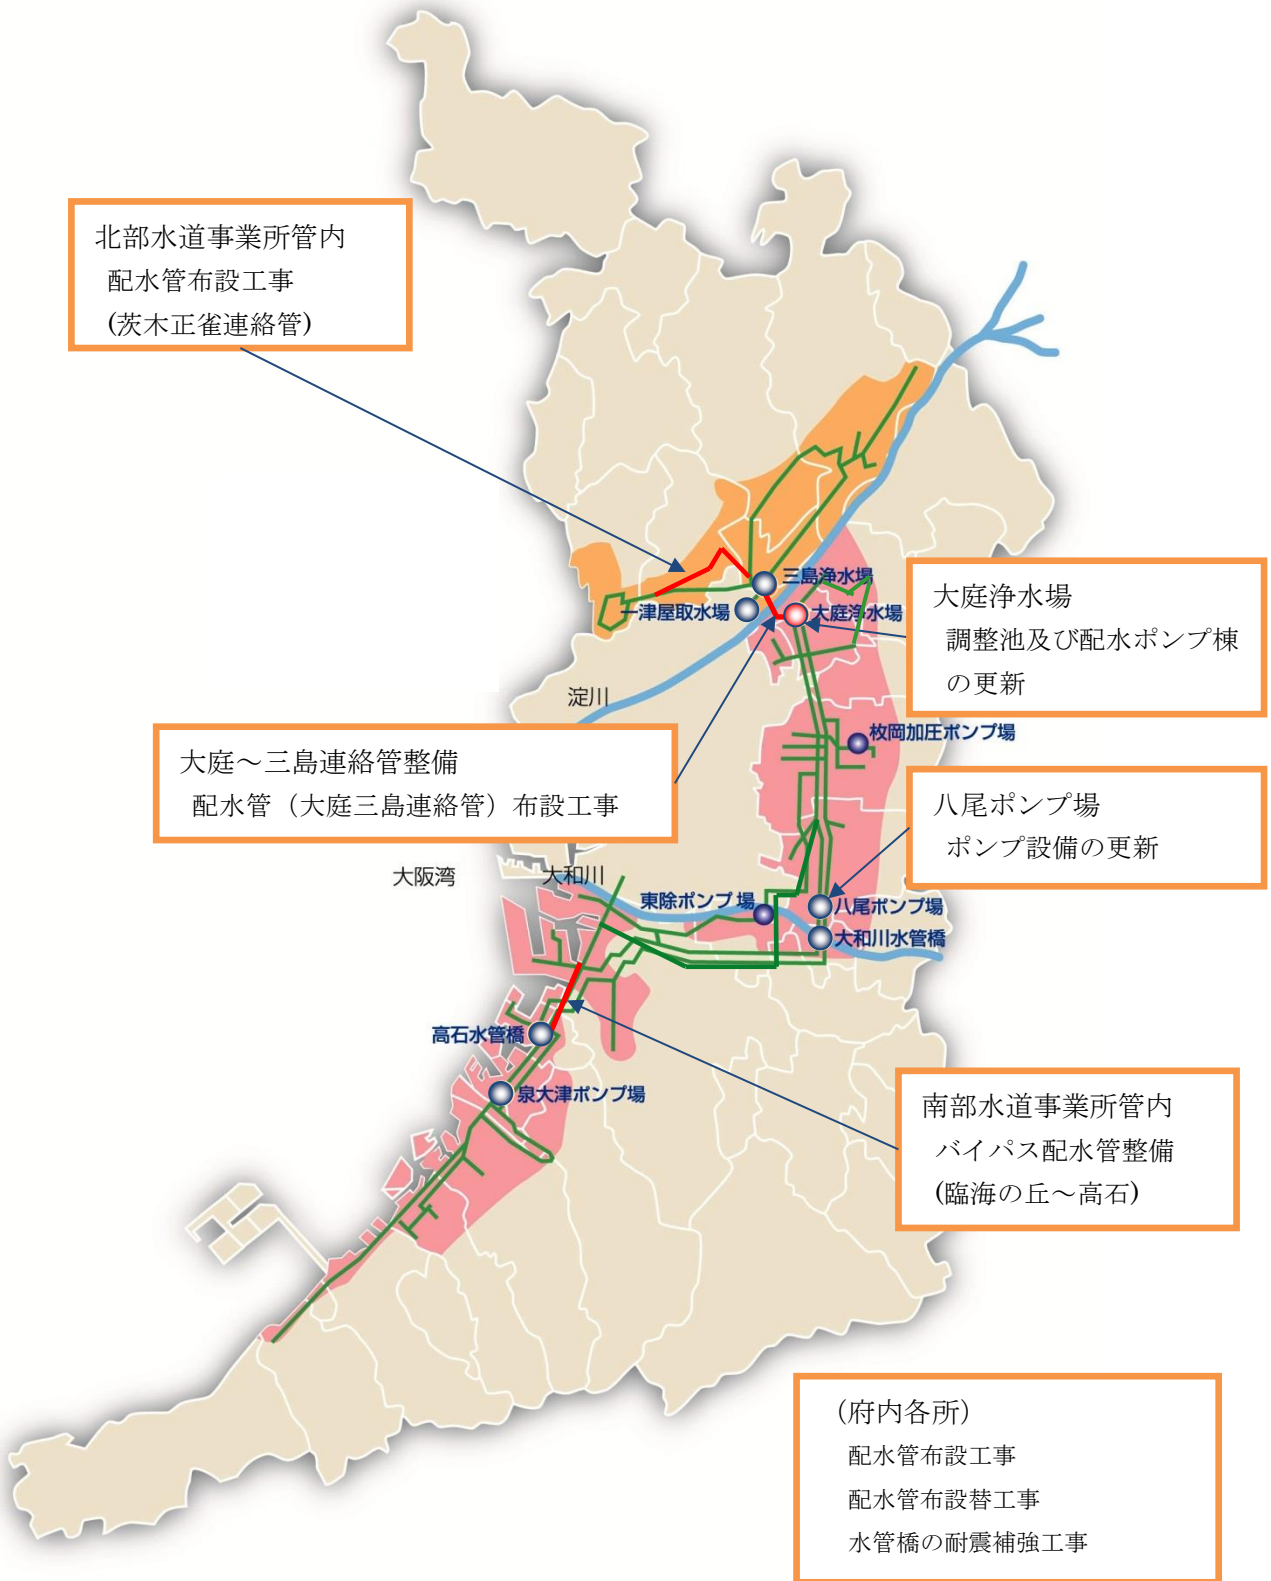 北部水道事業所管内
配水管布設工事
(茨木正雀連絡管)
三島浄水場
一津屋取水場
大庭浄水場
大庭浄水場
調整池及び配水ポンプ棟
の更新
淀川
枚岡加圧ポンプ場
大庭～三島連絡管整備
配水管（大庭三島連絡管）布設工事
八尾ポンプ場
ポンプ設備の更新
大阪湾
大和川
東除ポンプ場
八尾ポンプ場
大和川水管橋
高石水管橋
泉大津ポンプ場
南部水道事業所管内
バイパス配水管整備
(臨海の丘～高石)
（府内各所）
配水管布設工事
配水管布設替工事
水管橋の耐震補強工事